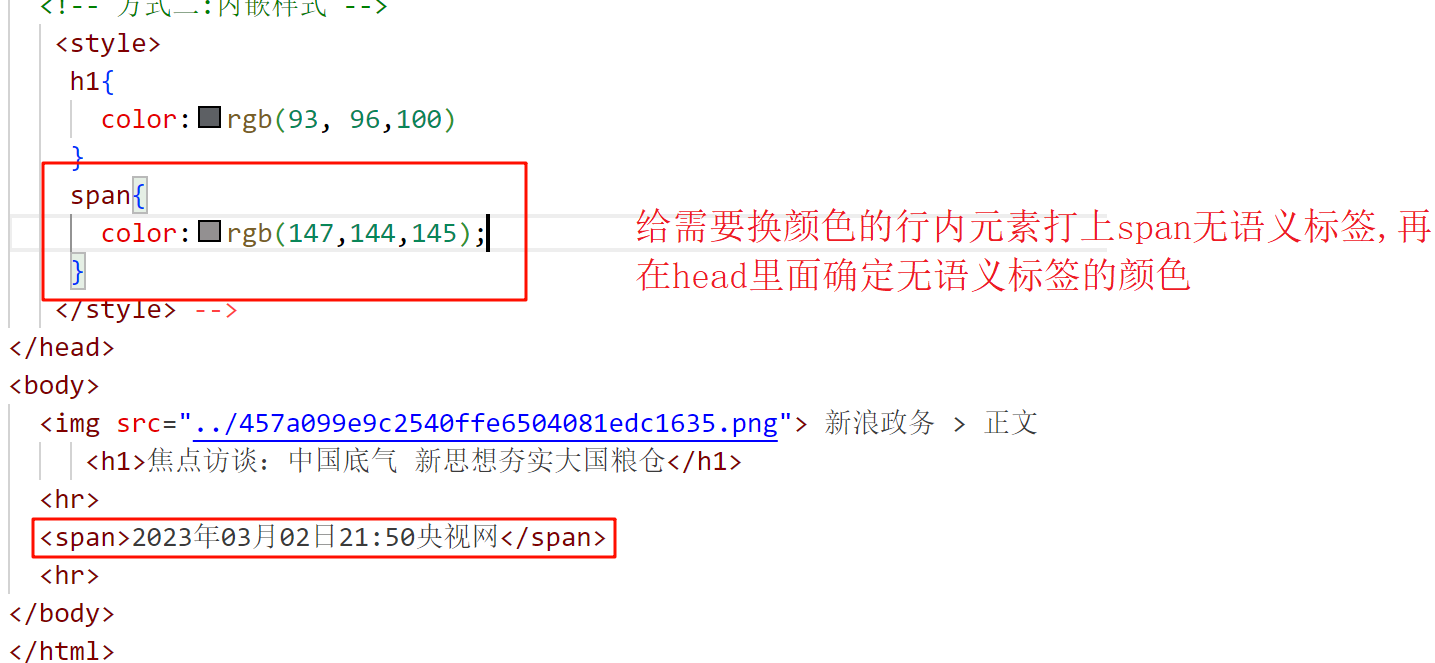 <!-- 方式二:内嵌样式 -->
<style>
h1{
color:rgb(93, 96,100)
}
span{
color:rgb(147,144,145);
}
</style> -->
给需要换颜色的行内元素打上span无语义标签,再
在head里面确定无语义标签的颜色
</head>
<body>
<img src="../457a099e9c2540ffe6504081edc1635.png"> 新浪政务 > 正文
<h1>焦点访谈：中国底气 新思想夯实大国粮仓</h1>
<hr>
<span>2023年03月02日21:50央视网</span>
<hr>
</body>
</html>